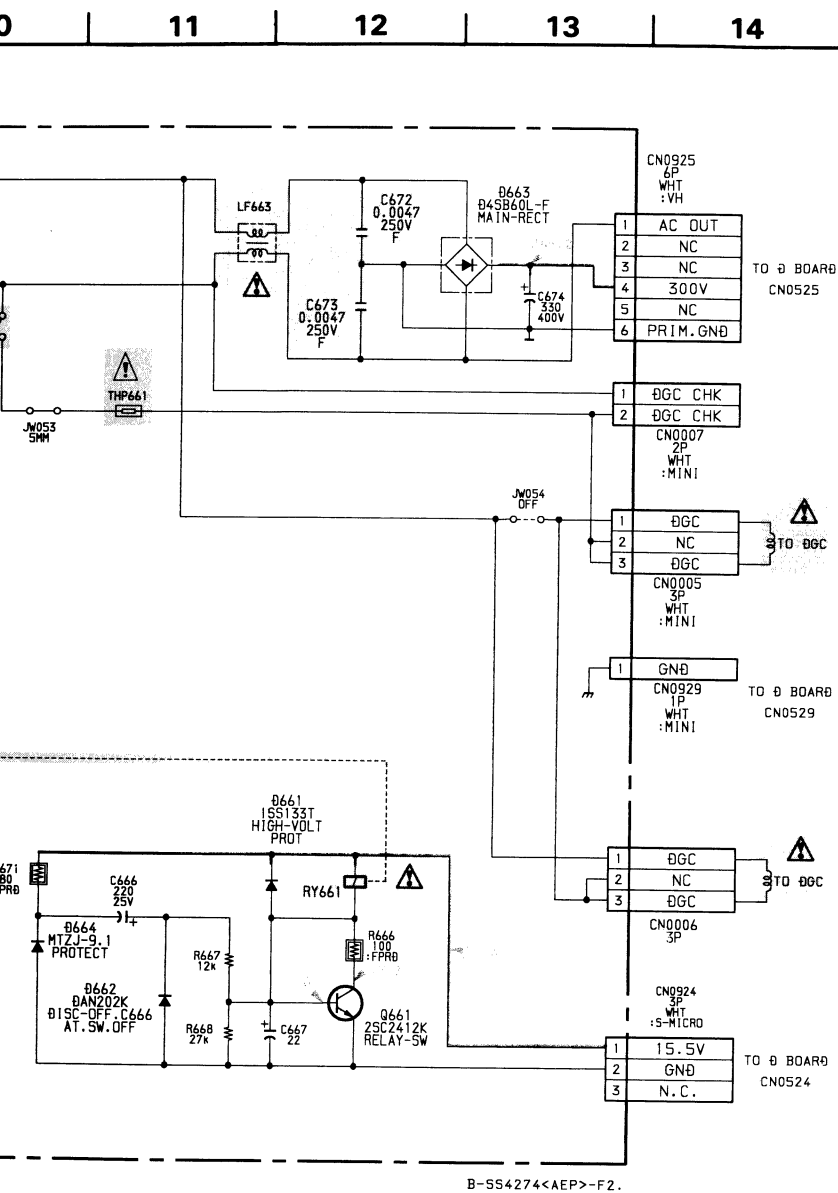 0 11 12 13 14
CN0925
6P
WHT
:VH
1 AC OUT
2 NC
3 NC
4 300V
5 NC
6 PRIM.GND
TO D BOARD
CN0525
LF663
C672
0.0047
250V
F
D663
D4SB60L-F
MAIN-RECT
C673
0.0047
250V
F
+
C674
330
400V
THP661
JW053
5MM
1 DGC CHK
2 DGC CHK
CN0007
2P
WHT
:MINI
JW054
OFF
1 DGC
2 NC
3 DGC
TO DGC
CN0005
3P
WHT
:MINI
1 GND
CN0929
1P
WHT
:MINI
TO D BOARD
CN0529
D661
1SS133T
HIGH-VOLT
PROT
RY661
671
80
PRD
C666
220
25V
+
D664
MTZJ-9.1
PROTECT
D662
DAN202K
DISC-OFF.C666
AT.SW.OFF
R667
12k
R668
27k
+
C667
22
R666
100
:FPRD
Q661
2SC2412K
RELAY-SW
1 DGC
2 NC
3 DGC
TO DGC
CN0006
3P
CN0924
3P
WHT
:S-MICRO
1 15.5V
2 GND
3 N.C.
TO D BOARD
CN0524
B-SS4274<AEP>-F2.